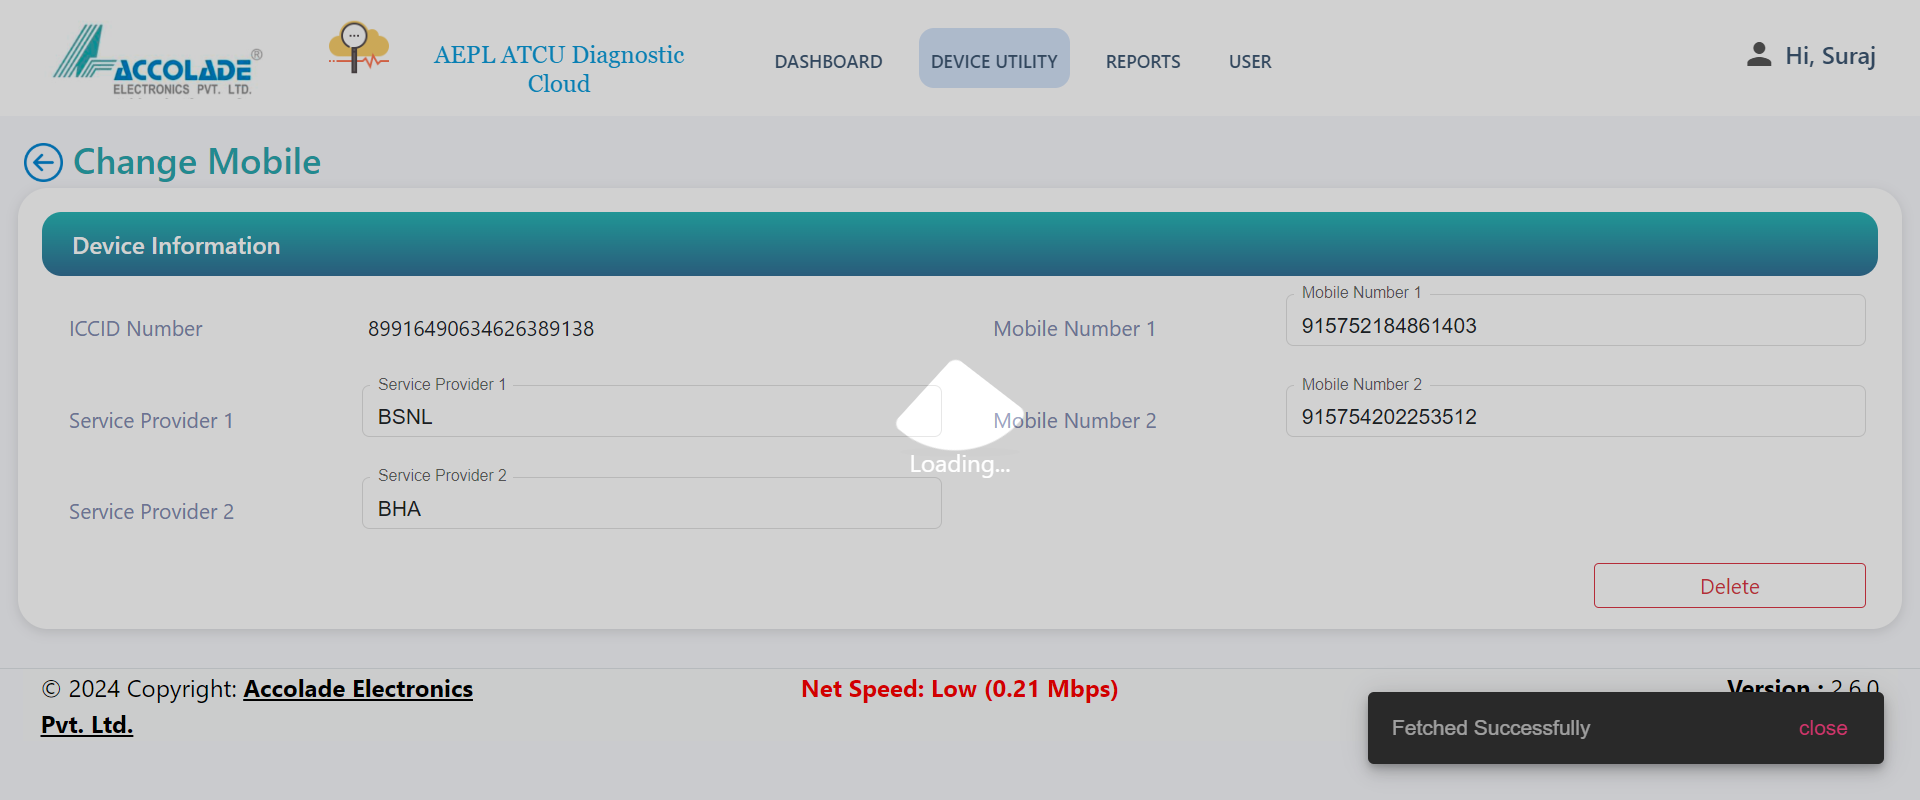 ACCOLADE®
ELECTRONICS PVT. LTD.
AEPL ATCU Diagnostic
Cloud
DASHBOARD
DEVICE UTILITY
REPORTS
USER
Hi, Suraj
Change Mobile
Device Information
ICCID Number
89916490634626389138
Mobile Number 1
Mobile Number 1
915752184861403
Service Provider 1
Service Provider 1
BSNL
Mobile Number 2
Mobile Number 2
915754202253512
Loading...
Service Provider 2
Service Provider 2
BHA
Delete
© 2024 Copyright: Accolade Electronics
Pvt. Ltd.
Net Speed: Low (0.21 Mbps)
Version : 2.6.0
Fetched Successfully
close